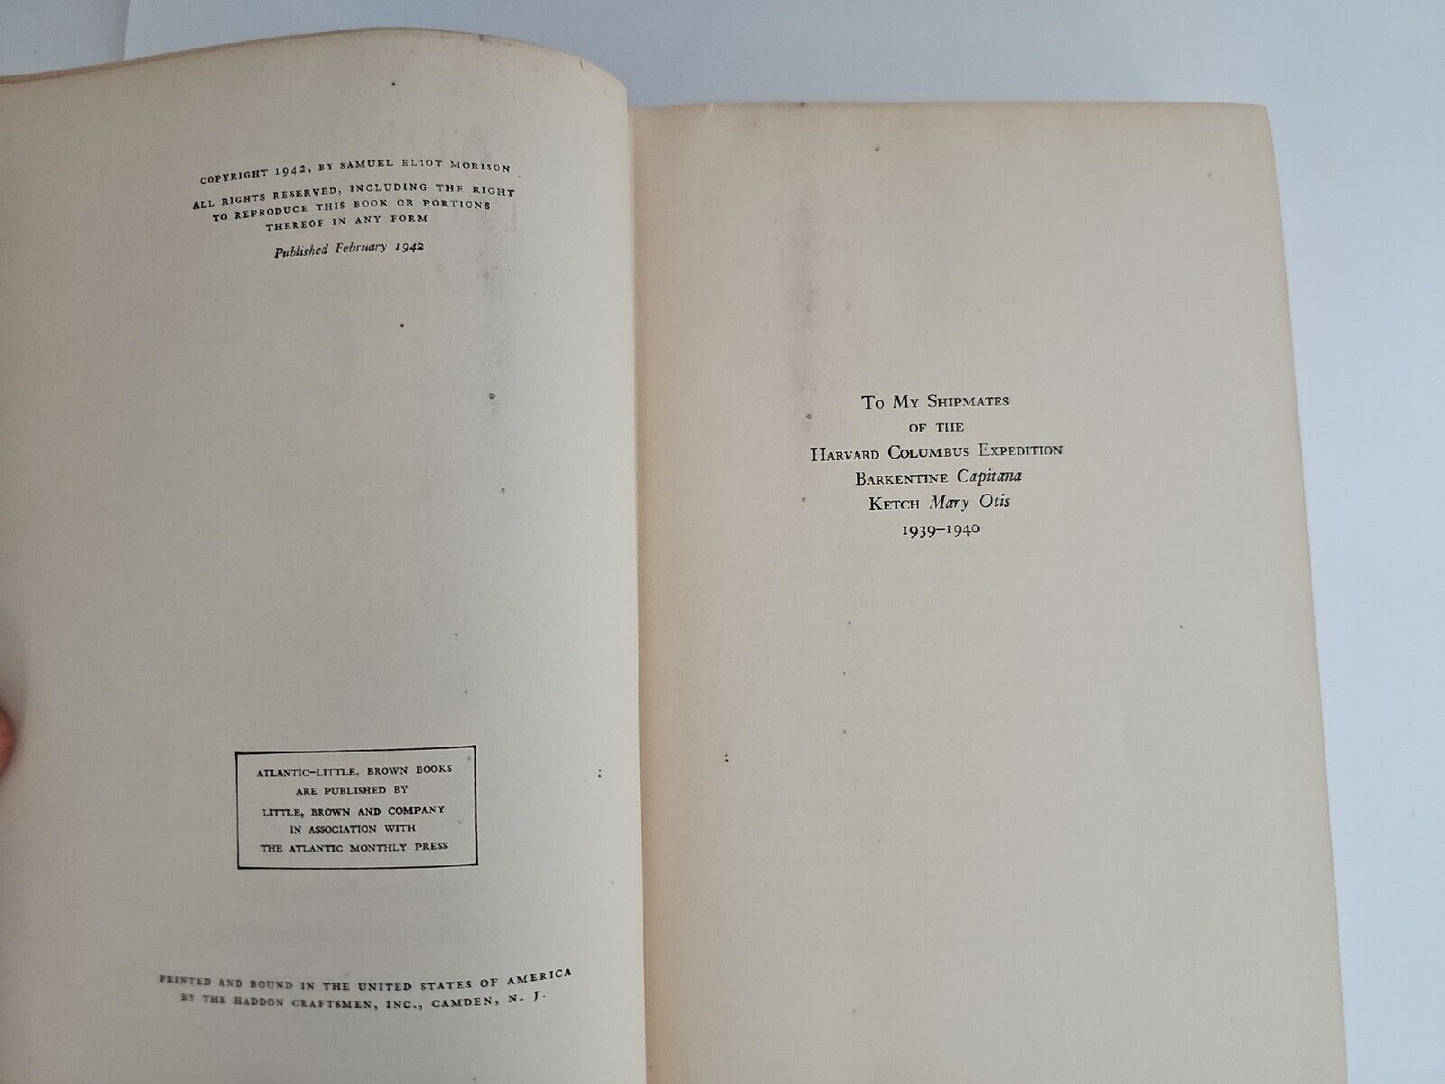 COPYRIGHT 1942, BY SAMUEL ELIOT MORISON
ALL RIGHTS RESERVED, INCLUDING THE RIGHT
TO REPRODUCE THIS BOOK OR PORTIONS
THEREOF IN ANY FORM
Published February 1942
ATLANTIC–LITTLE, BROWN BOOKS
ARE PUBLISHED BY
LITTLE, BROWN AND COMPANY
IN ASSOCIATION WITH
THE ATLANTIC MONTHLY PRESS
PRINTED AND BOUND IN THE UNITED STATES OF AMERICA
BY THE HADDON CRAFTSMEN, INC., CAMDEN, N. J.
To My Shipmates
OF THE
Harvard Columbus Expedition
Barkentine Capitana
Ketch Mary Otis
1939–1940